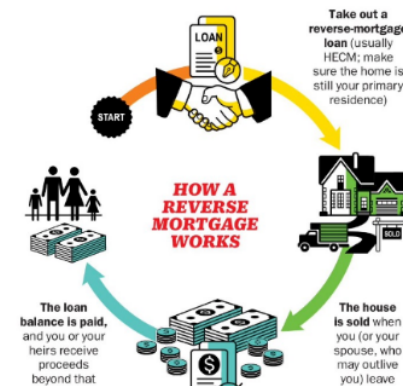 Take out a
reverse-mortgage
loan (usually
HECM; make
sure the home is
still your primary
residence)
LOAN
$
START
HOW A
REVERSE
MORTGAGE
WORKS
SOLD
The house
is sold when
you (or your
spouse, who
may outlive
you) leave
$
The loan
balance is paid,
and you or your
heirs receive
proceeds
beyond that